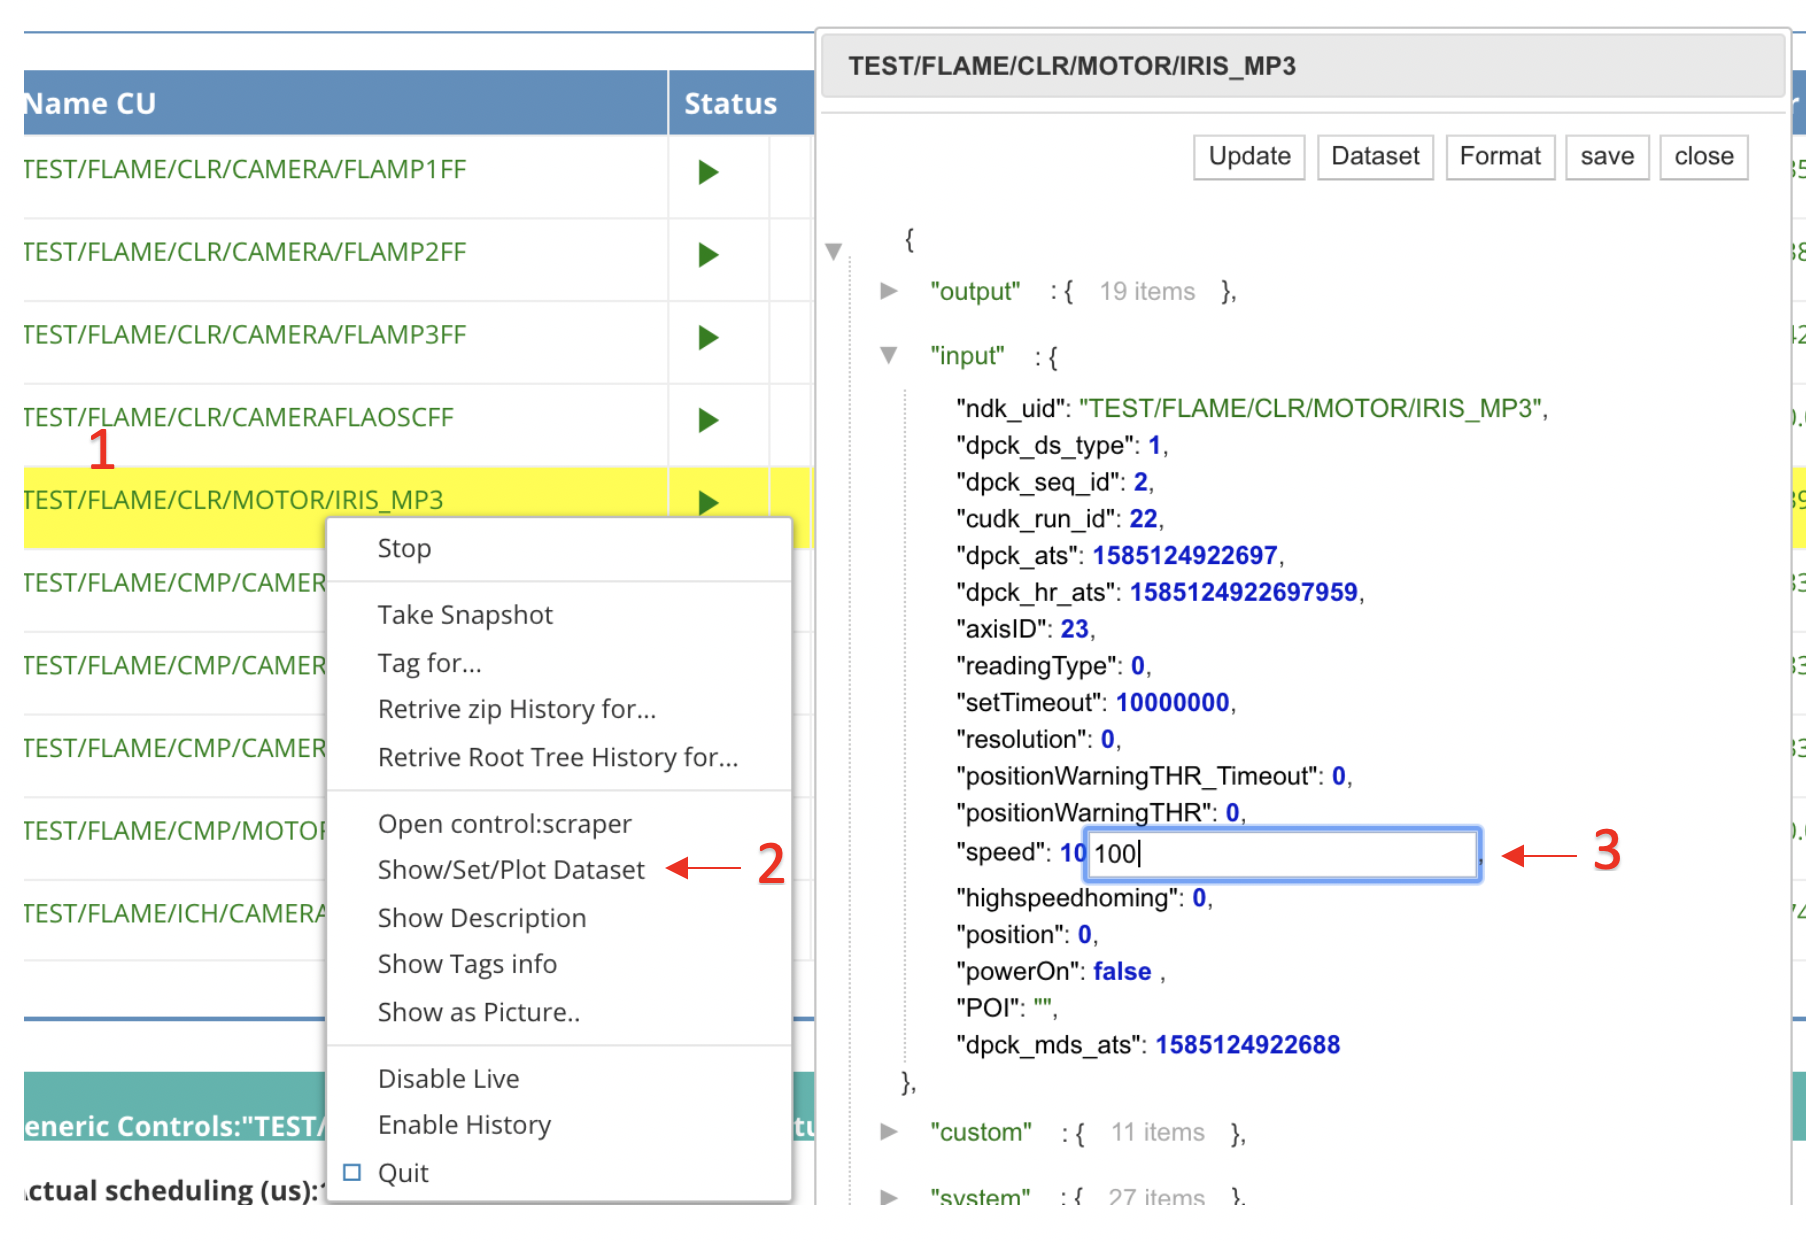 Name CU
Status
TEST/FLAME/CLR/CAMERA/FLAMP1FF
TEST/FLAME/CLR/CAMERA/FLAMP2FF
TEST/FLAME/CLR/CAMERA/FLAMP3FF
TEST/FLAME/CLR/CAMERAFLAOSCFF
1
TEST/FLAME/CLR/MOTOR/IRIS_MP3
TEST/FLAME/CMP/CAMER
TEST/FLAME/CMP/CAMER
TEST/FLAME/CMP/CAMER
TEST/FLAME/CMP/MOTOR
TEST/FLAME/ICH/CAMERA
eneric Controls:"TEST/
ctual scheduling (us):
Stop
Take Snapshot
Tag for...
Retrive zip History for...
Retrive Root Tree History for...
Open control:scraper
Show/Set/Plot Dataset
2
Show Description
Show Tags info
Show as Picture..
Disable Live
Enable History
Quit
TEST/FLAME/CLR/MOTOR/IRIS_MP3
Update Dataset Format save close
{
"output" : { 19 items },
"input" : {
"ndk_uid": "TEST/FLAME/CLR/MOTOR/IRIS_MP3",
"dpck_ds_type": 1,
"dpck_seq_id": 2,
"cudk_run_id": 22,
"dpck_ats": 1585124922697,
"dpck_hr_ats": 1585124922697959,
"axisID": 23,
"readingType": 0,
"setTimeout": 10000000,
"resolution": 0,
"positionWarningTHR_Timeout": 0,
"positionWarningTHR": 0,
"speed": 10 100 ,
3
"highspeedhoming": 0,
"position": 0,
"powerOn": false ,
"POI": "",
"dpck_mds_ats": 1585124922688
},
"custom" : { 11 items },
"system" : { 27 items },